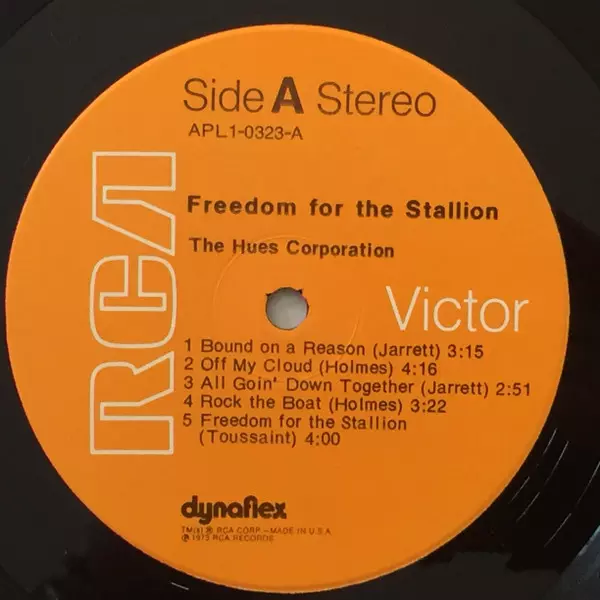 Side A Stereo
APL1-0323-A
RCA
Freedom for the Stallion
The Hues Corporation
Victor
1 Bound on a Reason (Jarrett) 3:15
2 Off My Cloud (Holmes) 4:16
3 All Goin' Down Together (Jarrett) 2:51
4 Rock the Boat (Holmes) 3:22
5 Freedom for the Stallion
(Toussaint) 4:00
dynaflex
TM(s) ® RCA CORP.—MADE IN U.S.A.
℗ 1973 RCA RECORDS